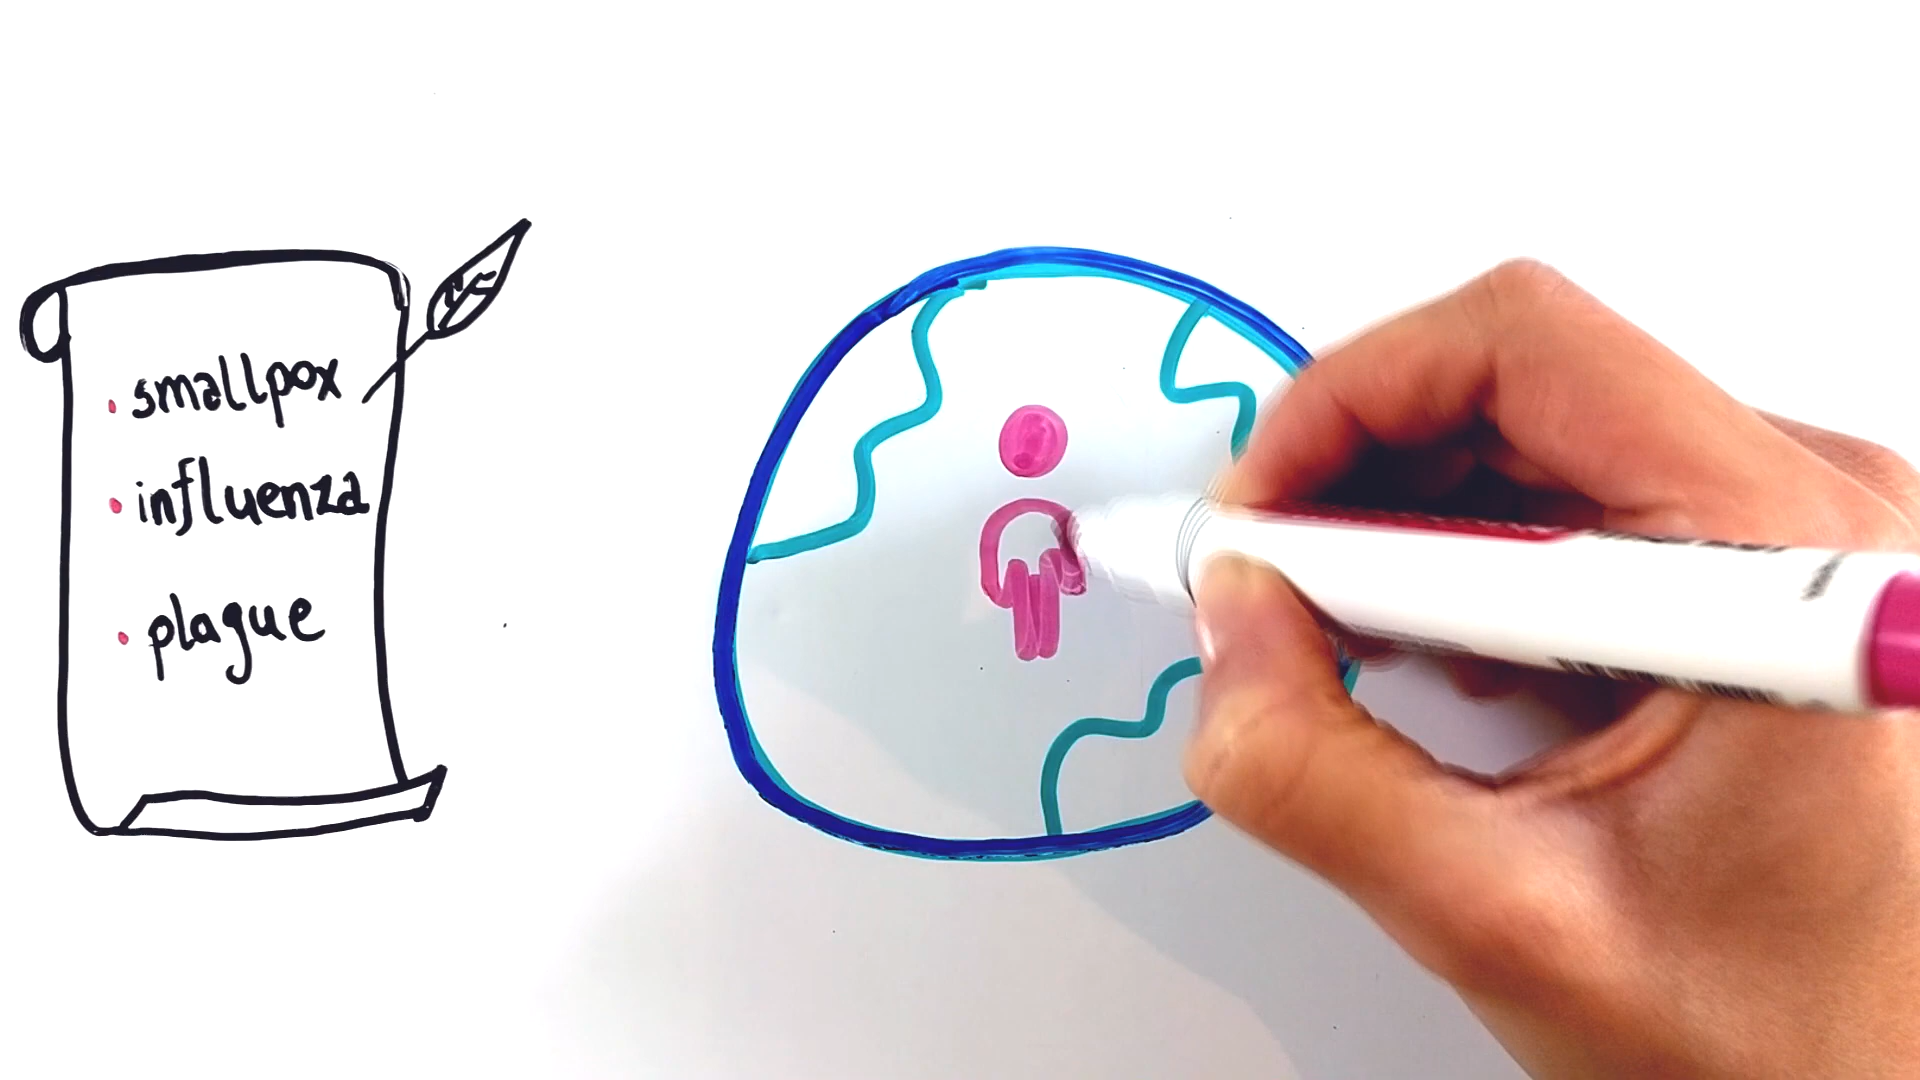 • smallpox
• influenza
• plague